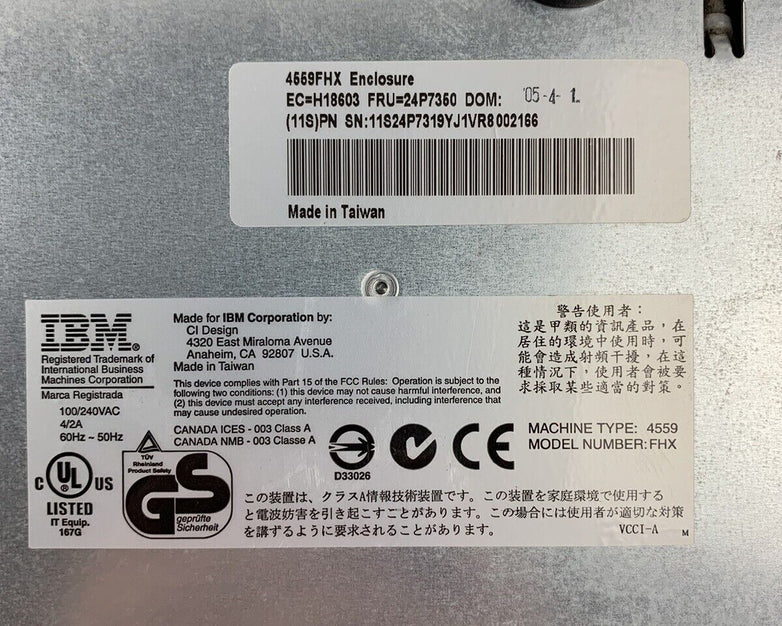 4559FHX Enclosure
EC=H18603 FRU=24P7350 DOM: '05-4-1.
(11S)PN SN:11S24P7319YJ1VR8002166
Made in Taiwan
IBM®
Registered Trademark of
International Business
Machines Corporation
Marca Registrada
100/240VAC
4/2A
60Hz ~ 50Hz
C UL US
LISTED
IT Equip.
167G
Made for IBM Corporation by:
CI Design
4320 East Miraloma Avenue
Anaheim, CA 92807 U.S.A.
Made in Taiwan
This device complies with Part 15 of the FCC Rules: Operation is subject to the
following two conditions: (1) this device may not cause harmful interference, and
(2) this device must accept any interference received, including interference that
may cause undesired operation.
CANADA ICES - 003 Class A
CANADA NMB - 003 Classe A
TÜV
Rheinland
Product Safety
GS
geprüfte
Sicherheit
D33026
CE
警告使用者：
這是甲類的資訊產品，在
居住的環境中使用時，可
能會造成射頻干擾，在這
種情況下，使用者會被要
求採取某些適當的對策。
MACHINE TYPE: 4559
MODEL NUMBER: FHX
この装置は、クラスA情報技術装置です。この装置を家庭環境で使用する
と電波妨害を引き起こすことがあります。この場合には使用者が適切な対策
を講ずるように要求されることがあります。
VCCI-A
M